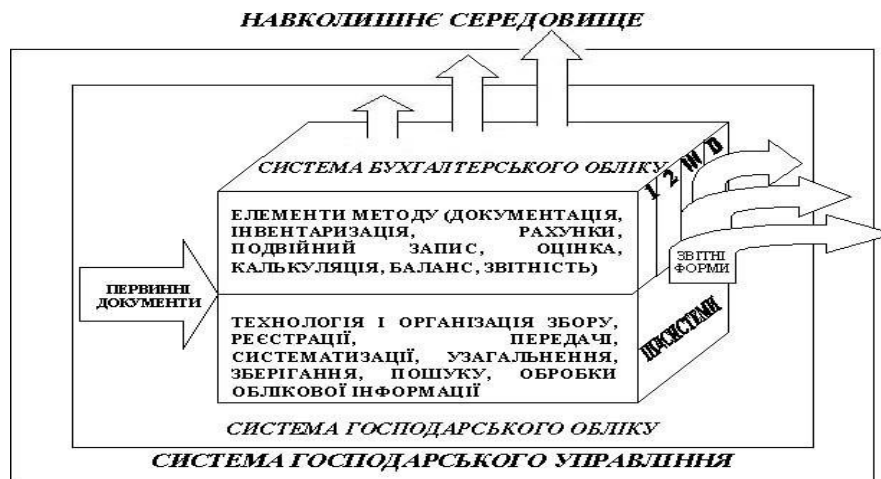 НАВКОЛИШНЄ СЕРЕДОВИЩЕ
СИСТЕМА БУХГАЛТЕРСЬКОГО ОБЛІКУ
1 2
ЕЛЕМЕНТИ МЕТОДУ (ДОКУМЕНТАЦІЯ,
ІНВЕНТАРИЗАЦІЯ, РАХУНКИ,
ПОДВІЙНИЙ ЗАПИС, ОЦІНКА,
КАЛЬКУЛЯЦІЯ, БАЛАНС, ЗВІТНІСТЬ)
ЗВІТНІ
ФОРМИ
ПЕРВИННІ
ДОКУМЕНТИ
ТЕХНОЛОГІЯ І ОРГАНІЗАЦІЯ ЗБОРУ,
РЕЄСТРАЦІЇ, ПЕРЕДАЧІ,
СИСТЕМАТИЗАЦІЇ, УЗАГАЛЬНЕННЯ,
ЗБЕРІГАННЯ, ПОШУКУ, ОБРОБКИ
ОБЛІКОВОЇ ІНФОРМАЦІЇ
ПІДСИСТЕМИ
СИСТЕМА ГОСПОДАРСЬКОГО ОБЛІКУ
СИСТЕМА ГОСПОДАРСЬКОГО УПРАВЛІННЯ